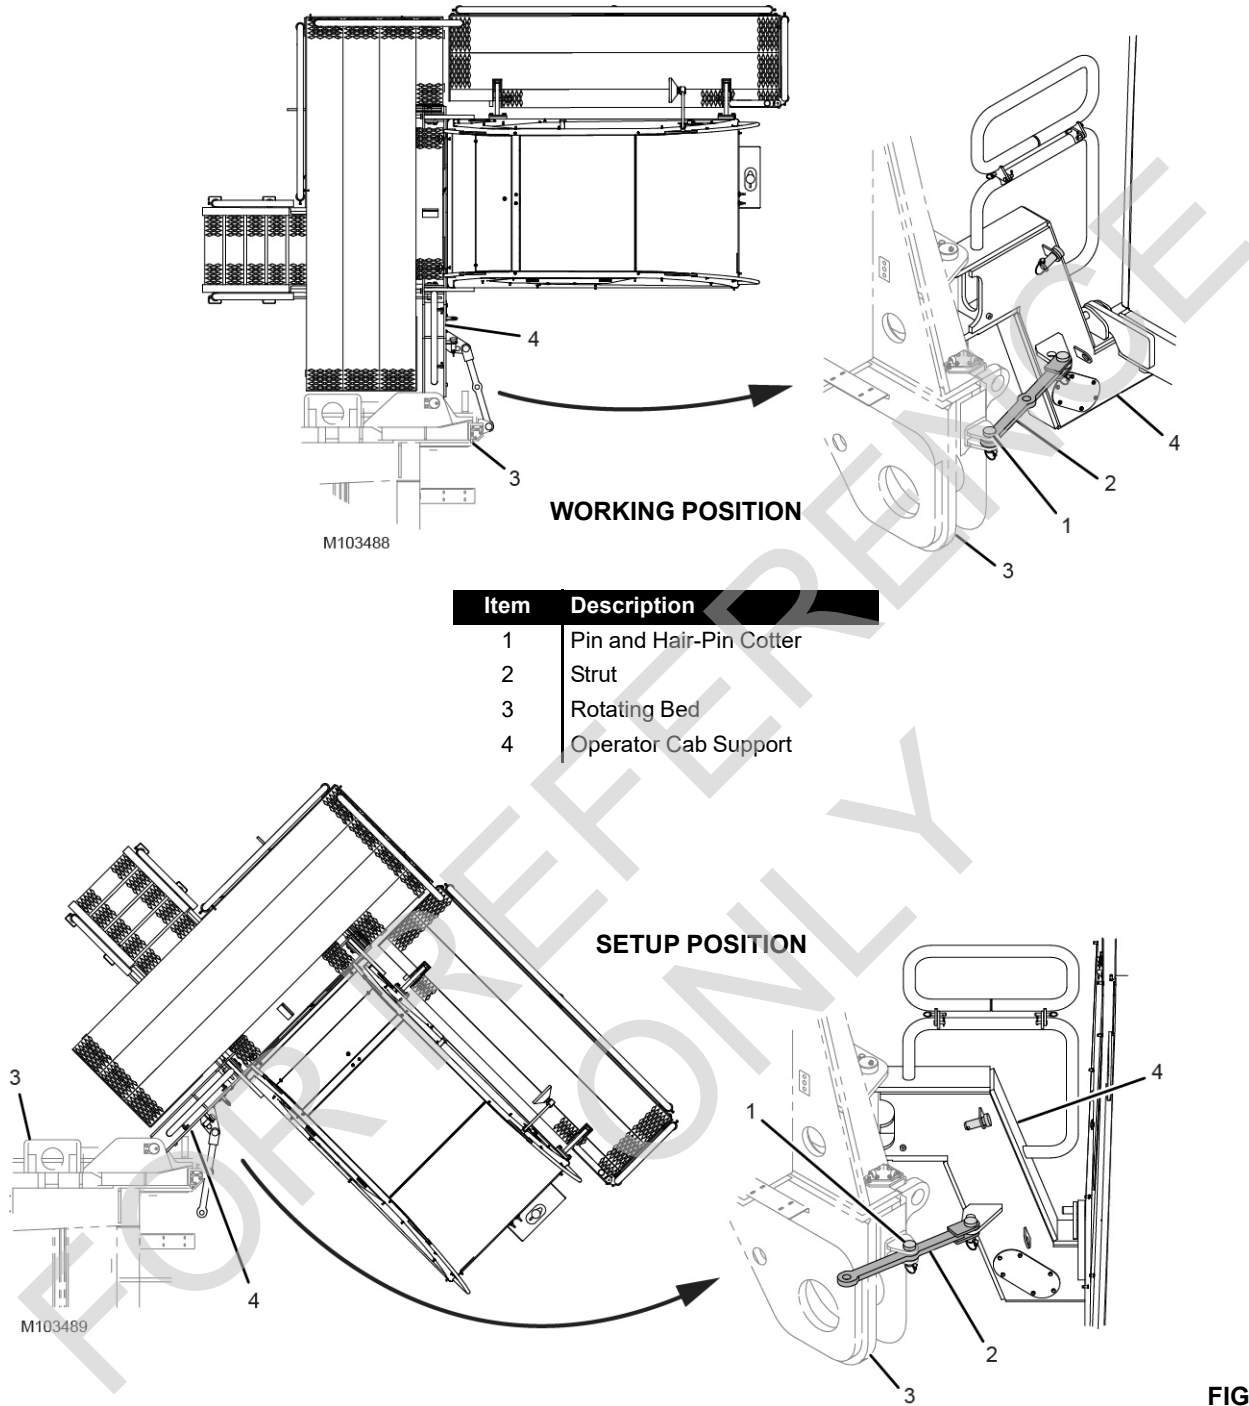 4
3
WORKING POSITION
M103488
4
2
1
3
Item Description
1 Pin and Hair-Pin Cotter
2 Strut
3 Rotating Bed
4 Operator Cab Support
SETUP POSITION
3
4
M103489
1
4
2
3
FIG
FOR REFERENCE
ONLY